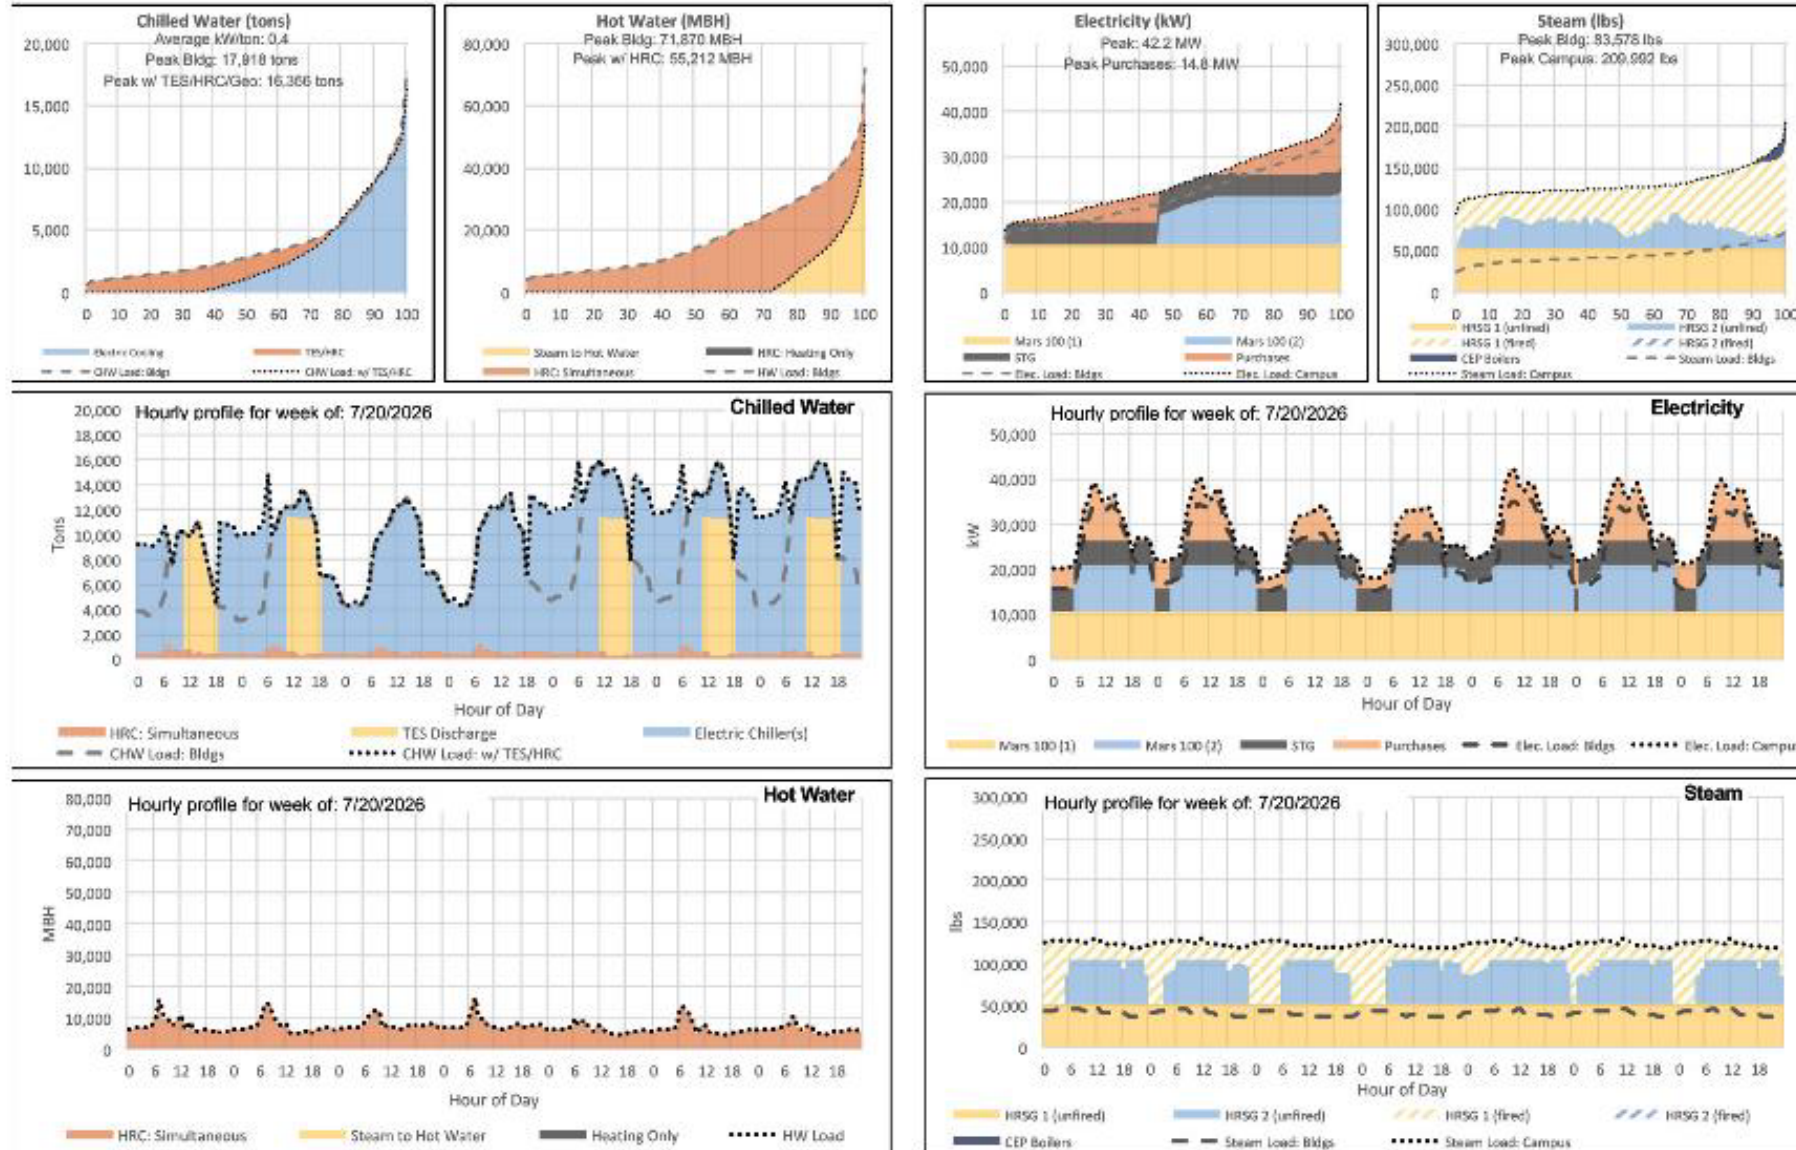 Chilled Water (tons)
Average kW/ton: 0.4
Peak Bldg: 17,918 tons
Peak w/ TES/HRC/Geo: 16,366 tons
20,000
15,000
10,000
5,000
0
0 10 20 30 40 50 60 70 80 90 100
Electric Cooling TES/HRC
CHW Load: Bldgs CHW Load: w/ TES/HRC
Hot Water (MBH)
Peak Bldg: 71,870 MBH
Peak w/ HRC: 55,212 MBH
80,000
60,000
40,000
20,000
0
0 10 20 30 40 50 60 70 80 90 100
Steam to Hot Water HRC: Heating Only
HRC: Simultaneous HW Load: Bldgs
Electricity (kW)
Peak: 42.2 MW
Peak Purchases: 14.8 MW
50,000
40,000
30,000
20,000
10,000
0
0 10 20 30 40 50 60 70 80 90 100
Mars 100 (1) Mars 100 (2)
STG Purchases
Elec. Load: Bldgs Elec. Load: Campus
Steam (lbs)
Peak Bldg: 83,578 lbs
Peak Campus: 209,992 lbs
300,000
250,000
200,000
150,000
100,000
50,000
0
0 10 20 30 40 50 60 70 80 90 100
HRSG 1 (unfired) HRSG 2 (unfired)
HRSG 1 (fired) HRSG 2 (fired)
CEP Boilers Steam Load: Bldgs
Steam Load: Campus
Hourly profile for week of: 7/20/2026 Chilled Water
20,000
18,000
16,000
14,000
12,000
10,000
8,000
6,000
4,000
2,000
0
Tons
0 6 12 18 0 6 12 18 0 6 12 18 0 6 12 18 0 6 12 18 0 6 12 18 0 6 12 18
Hour of Day
HRC: Simultaneous TES Discharge Electric Chiller(s)
CHW Load: Bldgs CHW Load: w/ TES/HRC
Hourly profile for week of: 7/20/2026 Electricity
50,000
40,000
30,000
20,000
10,000
0
kW
0 6 12 18 0 6 12 18 0 6 12 18 0 6 12 18 0 6 12 18 0 6 12 18 0 6 12 18
Hour of Day
Mars 100 (1) Mars 100 (2) STG Purchases Elec. Load: Bldgs Elec. Load: Campus
Hourly profile for week of: 7/20/2026 Hot Water
80,000
70,000
60,000
50,000
40,000
30,000
20,000
10,000
0
MBH
0 6 12 18 0 6 12 18 0 6 12 18 0 6 12 18 0 6 12 18 0 6 12 18 0 6 12 18
Hour of Day
HRC: Simultaneous Steam to Hot Water Heating Only HW Load
Hourly profile for week of: 7/20/2026 Steam
300,000
250,000
200,000
150,000
100,000
50,000
0
lbs
0 6 12 18 0 6 12 18 0 6 12 18 0 6 12 18 0 6 12 18 0 6 12 18 0 6 12 18
Hour of Day
HRSG 1 (unfired) HRSG 2 (unfired) HRSG 1 (fired) HRSG 2 (fired)
CEP Boilers Steam Load: Bldgs Steam Load: Campus